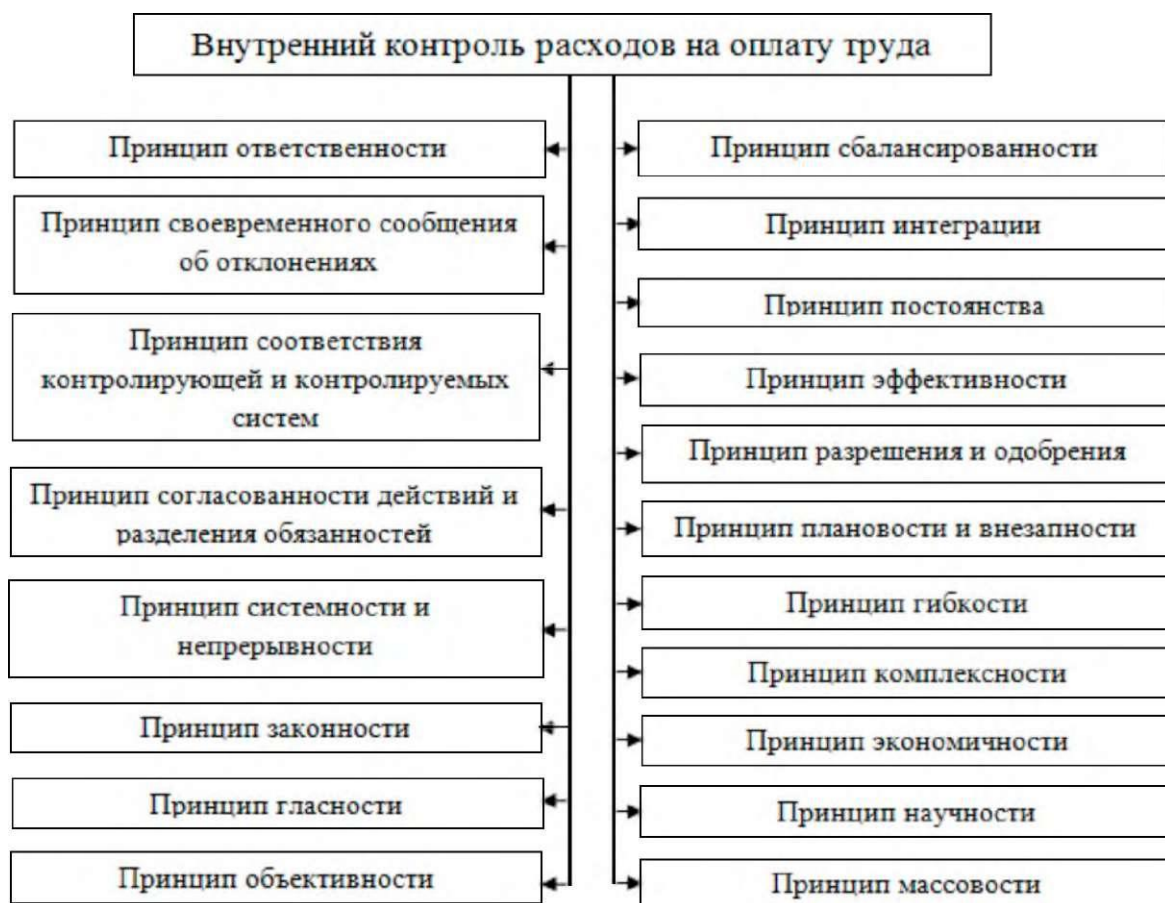 Внутренний контроль расходов на оплату труда
Принцип ответственности
Принцип своевременного сообщения
об отклонениях
Принцип соответствия
контролирующей и контролируемых
систем
Принцип согласованности действий и
разделения обязанностей
Принцип системности и
непрерывности
Принцип законности
Принцип гласности
Принцип объективности
Принцип сбалансированности
Принцип интеграции
Принцип постоянства
Принцип эффективности
Принцип разрешения и одобрения
Принцип плановости и внезапности
Принцип гибкости
Принцип комплексности
Принцип экономичности
Принцип научности
Принцип массовости